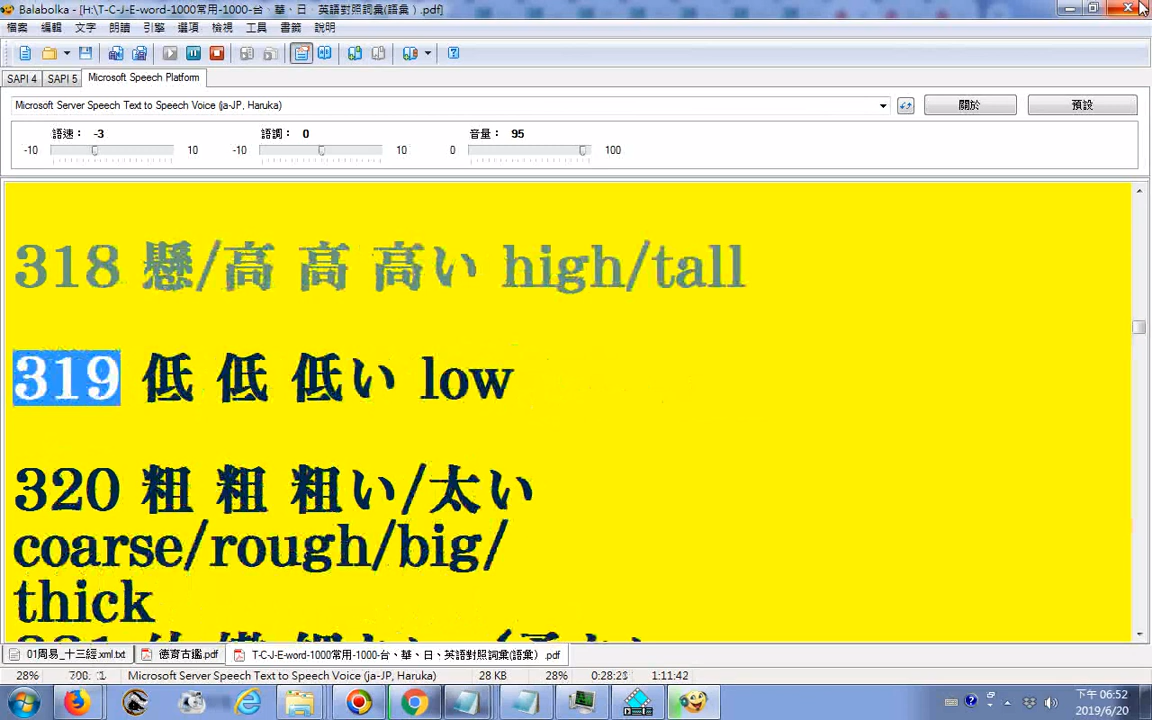 Balabolka - [H:\T-C-J-E-word-1000常用-1000-台、華、日﹑英語對照詞彙(語彙）.pdf]
檔案 編輯 文字 朗讀 引擎 選項 檢視 工具 書籤 說明
SAPI 4 SAPI 5 Microsoft Speech Platform
Microsoft Server Speech Text to Speech Voice (ja-JP, Haruka) 關於 預設
語速： -3 語調： 0 音量： 95
-10 10 -10 10 0 100
318 懸/高 高 高い high/tall
319 低 低 低い low
320 粗 粗 粗い/太い
coarse/rough/big/
thick
01周易_十三經.xml.txt 德育古鑑.pdf T-C-J-E-word-1000常用-1000-台、華、日、英語對照詞彙(語彙）.pdf
28% Microsoft Server Speech Text to Speech Voice (ja-JP, Haruka) 28 KB 28% 1:11:42
下午 06:52
2019/6/20